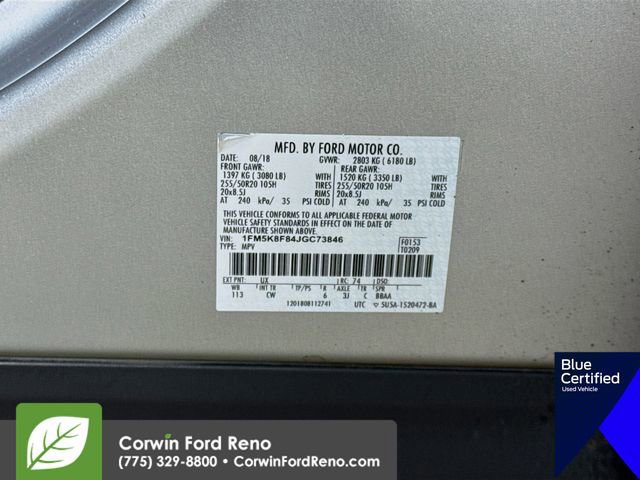 MFD. BY FORD MOTOR CO.
DATE: 08/18 GVWR: 2803 KG ( 6180 LB)
FRONT GAWR: REAR GAWR:
1397 KG ( 3080 LB) WITH 1520 KG ( 3350 LB) WITH
255/50R20 105H TIRES 255/50R20 105H TIRES
20x8.5J RIMS 20x8.5J RIMS
AT 240 kPa/ 35 PSI COLD AT 240 kPa/ 35 PSI COLD
THIS VEHICLE CONFORMS TO ALL APPLICABLE FEDERAL MOTOR
VEHICLE SAFETY STANDARDS IN EFFECT ON THE DATE OF
MANUFACTURE SHOWN ABOVE.
VIN: 1FM5K8F84JGC73846 F0153
TYPE: MPV T0209
EXT PNT: UX RC: 74 DSO:
WB INT TR TP/PS R AXLE TR SPR
113 CW 6 3J C BBAA
1201808112741 UTC 5U5A-1520472-BA
Blue
Certified
Used Vehicle
Corwin Ford Reno
(775) 329-8800 • CorwinFordReno.com